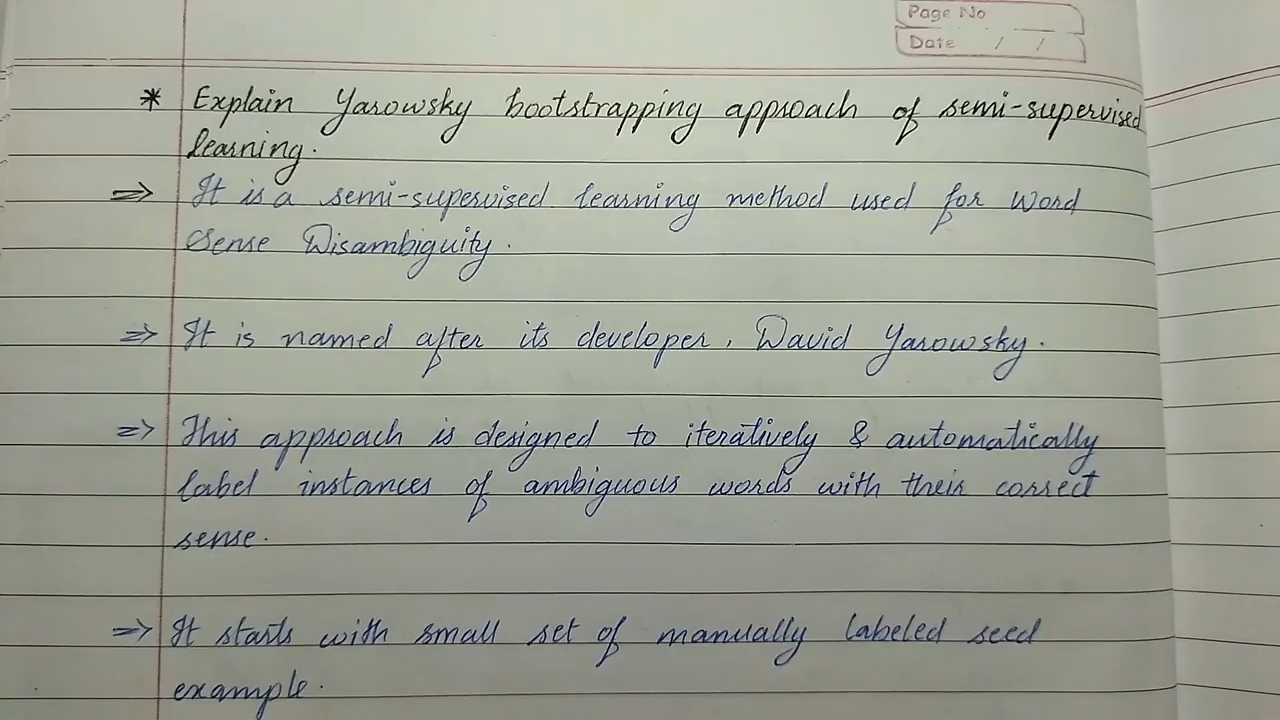 Page No
Date / /
* Explain Yarowsky bootstrapping approach of semi-supervised
learning.
⇒ It is a semi-supervised learning method used for Word
Sense Disambiguity.
⇒ It is named after its developer, David Yarowsky.
⇒ This approach is designed to iteratively & automatically
label instances of ambiguous words with their correct
sense.
⇒ It starts with small set of manually labeled seed
example.